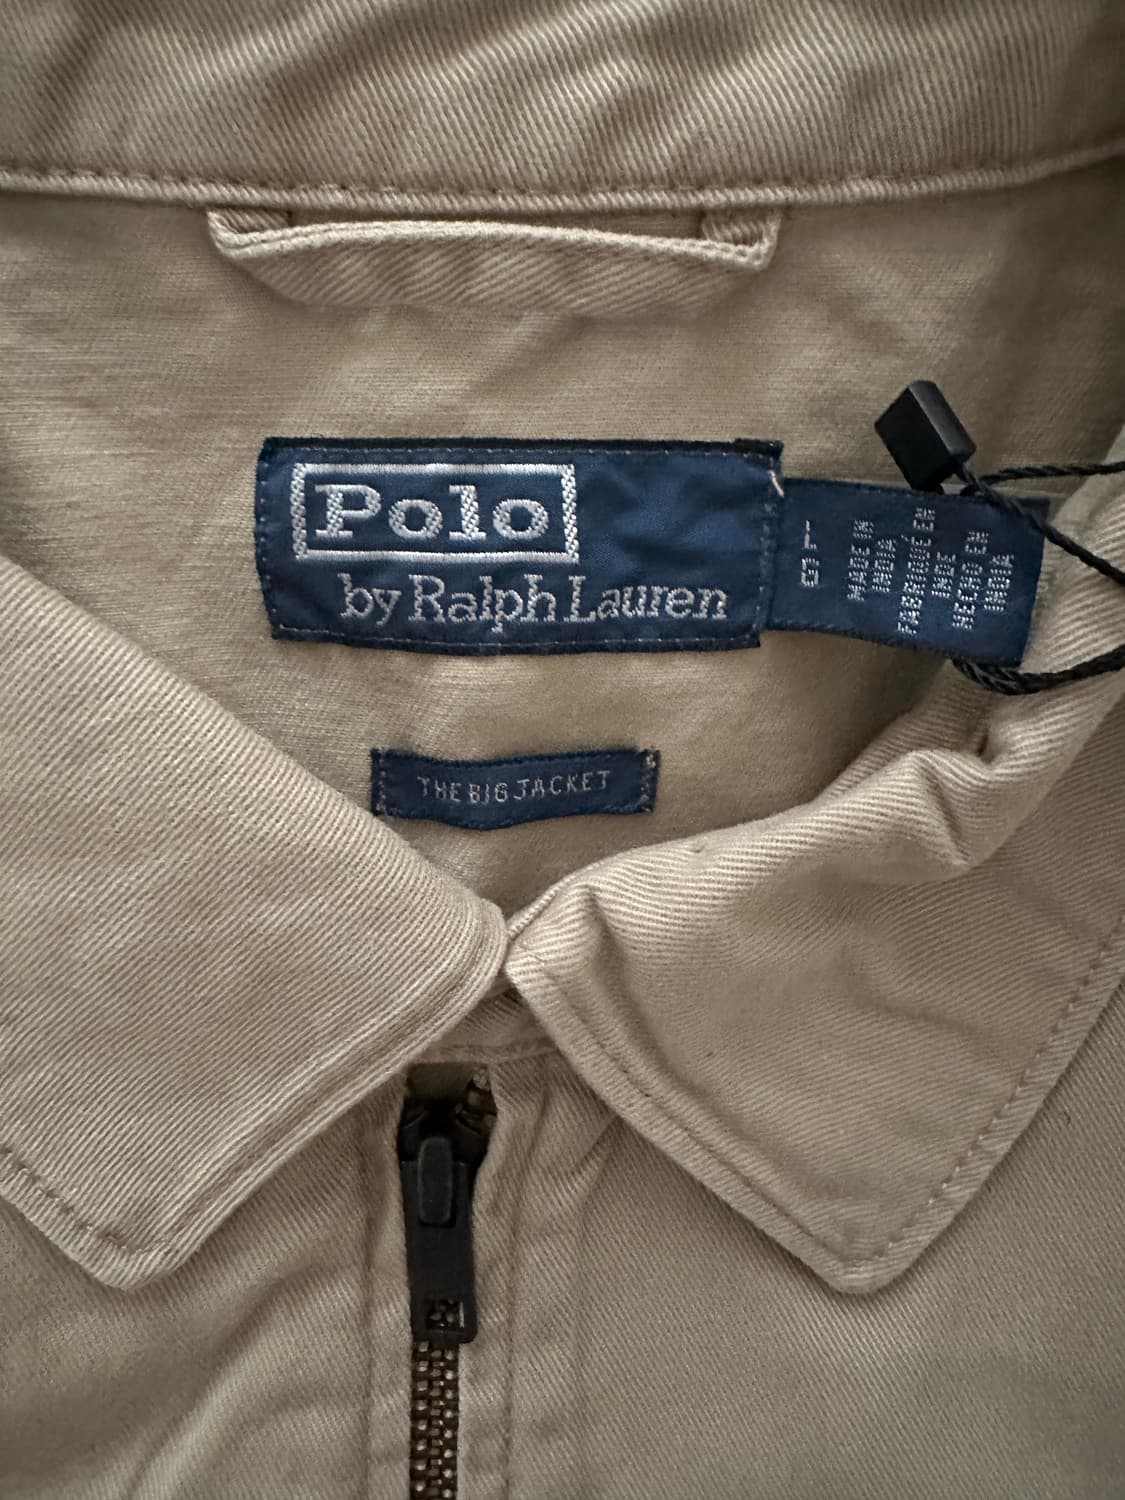 Polo
by Ralph Lauren
L
G
MADE IN
INDIA
FABRIQUÉ EN
INDE
HECHO EN
INDIA
THE BIG JACKET